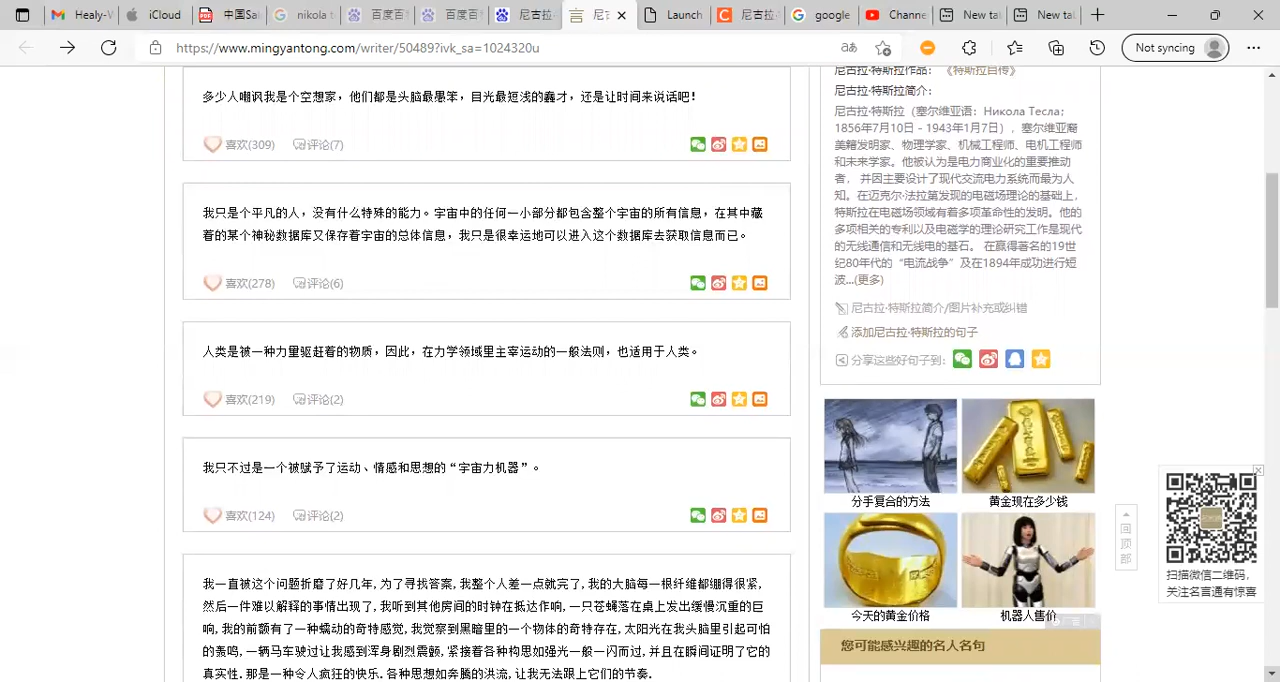 Healy-W
iCloud
中国Sai
nikola t
百度百
百度百
尼古拉
尼古
Launch
尼古拉
google
Channe
New tal
New tal
https://www.mingyantong.com/writer/50489?ivk_sa=1024320u
Not syncing
多少人嘲讽我是个空想家，他们都是头脑最愚笨，目光最短浅的蠢才，还是让时间来说话吧！
喜欢(309) 评论(7)
我只是个平凡的人，没有什么特殊的能力。宇宙中的任何一小部分都包含整个宇宙的所有信息，在其中藏
着的某个神秘数据库又保存着宇宙的总体信息，我只是很幸运地可以进入这个数据库去获取信息而已。
喜欢(278) 评论(6)
人类是被一种力量驱赶着的物质，因此，在力学领域里主宰运动的一般法则，也适用于人类。
喜欢(219) 评论(2)
我只不过是一个被赋予了运动、情感和思想的“宇宙力机器”。
喜欢(124) 评论(2)
我一直被这个问题折磨了好几年,为了寻找答案,我差一点就完了,我的大脑每一根纤维都绷得很紧,
然后一件难以解释的奇事出现了,我听到其他房间的时钟在抵达作响,一只苍蝇落在桌上发出缓慢沉重的巨
响,我的前额有了一种蠕动的奇特感觉,我觉察到黑暗里的一个物体的奇特存在,太阳光在我头脑里引起可怕
的轰鸣;一辆马车驶过让我感到浑身剧烈震颤,紧接着各种构思如强光一般一闪而过,并且在瞬间证明了它的
真实性.那是一种令人疯狂的快乐.各种思想如奔腾的洪流,让我无法跟上它们的节奏.
尼古拉·特斯拉作品：《特斯拉自传》
尼古拉·特斯拉简介：
尼古拉·特斯拉（塞尔维亚语：Никола Тесла；
1856年7月10日－1943年1月7日），塞尔维亚裔
美籍发明家、物理学家、机械工程师、电机工程师
和未来学家。他被认为是电力商业化的重要推动
者， 并因主要设计了现代交流电力系统而最为人
知。在迈克尔·法拉第发现的电磁场理论的基础上，
特斯拉在电磁场领域有着多项革命性的发明。他的
多项相关的专利以及电磁学的理论研究工作是现代
的无线通信和无线电的基石。 在赢得著名的19世
纪80年代的“电流战争”及在1894年成功进行短
波...(更多)
尼古拉·特斯拉简介/图片补充或纠错
添加尼古拉·特斯拉的句子
分享这些好句子到：
分手复合的方法
黄金现在多少钱
今天的黄金价格
机器人售价
您可能感兴趣的名人名句
回
顶
部
扫描微信二维码，
关注名言通有惊喜